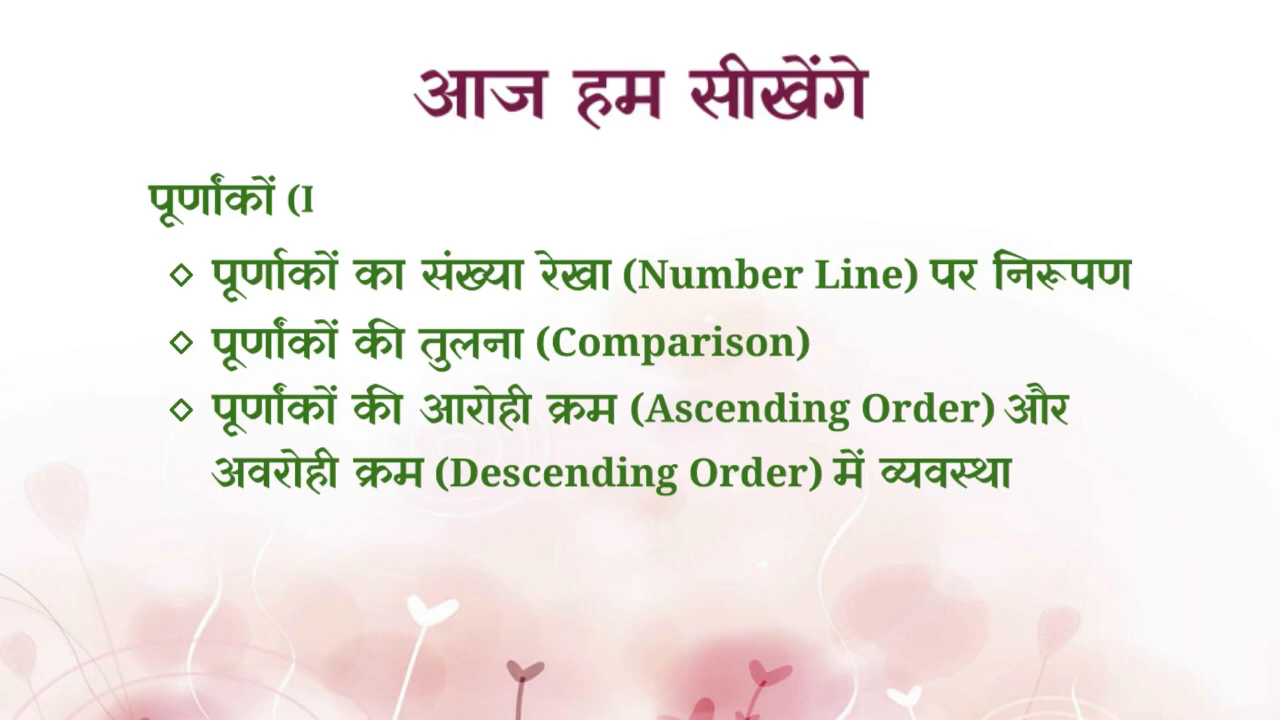 आज हम सीखेंगे
पूर्णांकों (I
◇ पूर्णाकों का संख्या रेखा (Number Line) पर निरूपण
◇ पूर्णांकों की तुलना (Comparison)
◇ पूर्णांकों की आरोही क्रम (Ascending Order) और
अवरोही क्रम (Descending Order) में व्यवस्था